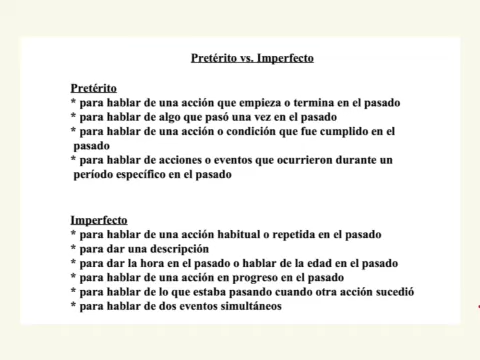 Pretérito vs. Imperfecto
Pretérito
* para hablar de una acción que empieza o termina en el pasado
* para hablar de algo que pasó una vez en el pasado
* para hablar de una acción o condición que fue cumplido en el
pasado
* para hablar de acciones o eventos que ocurrieron durante un
período específico en el pasado
Imperfecto
* para hablar de una acción habitual o repetida en el pasado
* para dar una descripción
* para dar la hora en el pasado o hablar de la edad en el pasado
* para hablar de una acción en progreso en el pasado
* para hablar de lo que estaba pasando cuando otra acción sucedió
* para hablar de dos eventos simultáneos